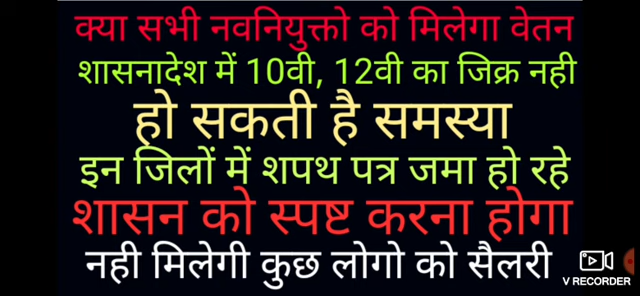 क्या सभी नवनियुक्तो को मिलेगा वेतन
शासनादेश में 10वी, 12वी का जिक्र नही
हो सकती है समस्या
इन जिलों में शपथ पत्र जमा हो रहे
शासन को स्पष्ट करना होगा
नही मिलेगी कुछ लोगो को सैलरी
V RECORDER